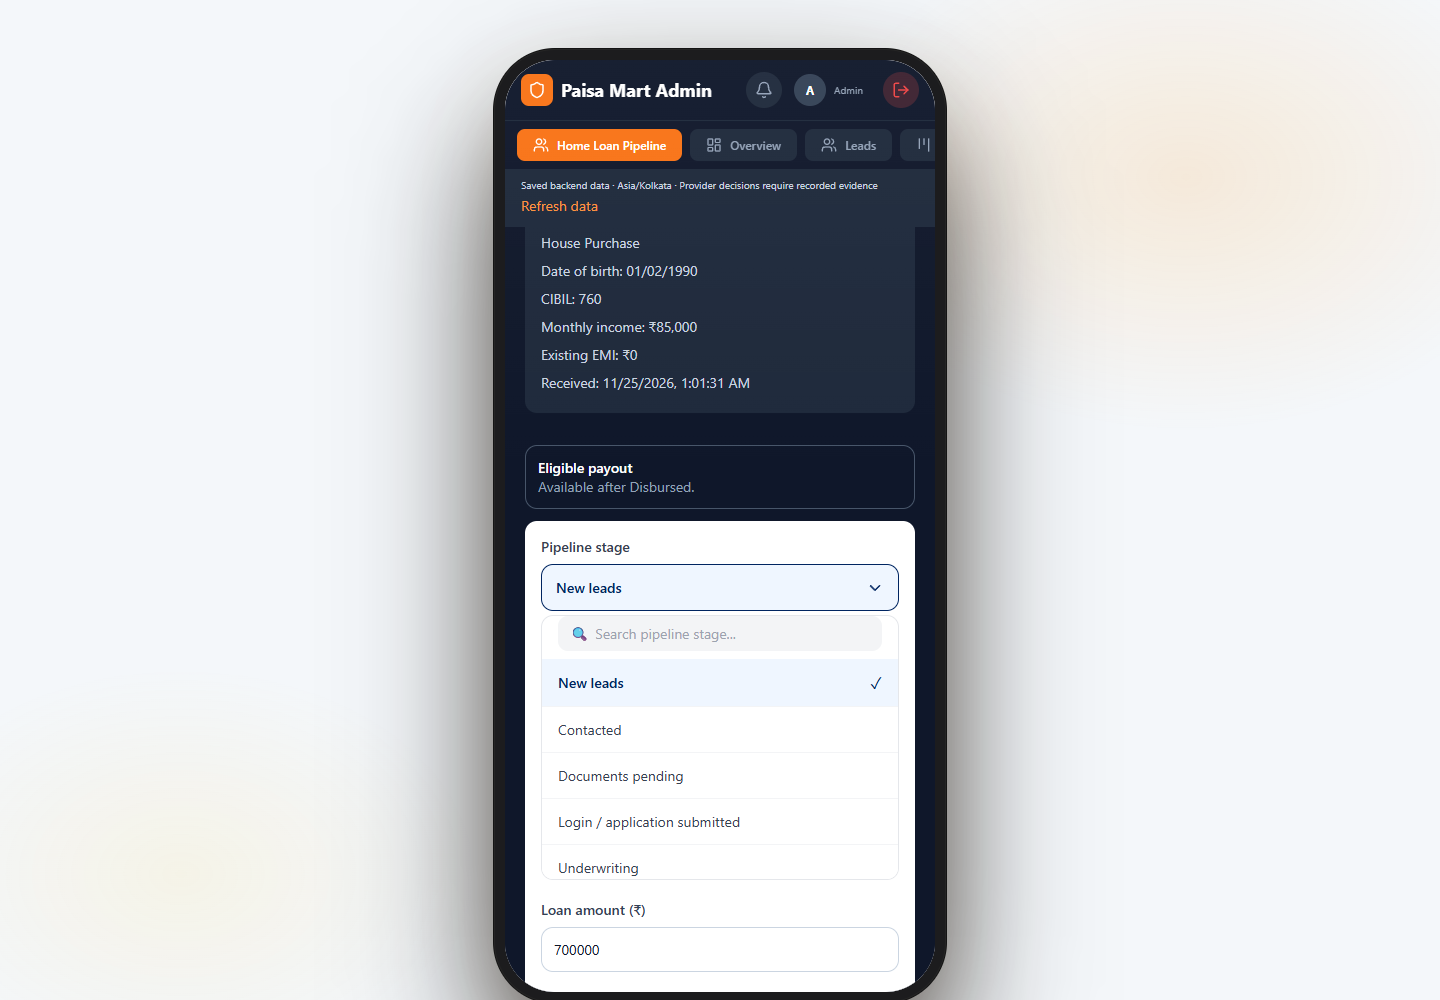 Paisa Mart Admin
A
Admin
Home Loan Pipeline
Overview
Leads
Saved backend data · Asia/Kolkata · Provider decisions require recorded evidence
Refresh data
House Purchase
Date of birth: 01/02/1990
CIBIL: 760
Monthly income: ₹85,000
Existing EMI: ₹0
Received: 11/25/2026, 1:01:31 AM
Eligible payout
Available after Disbursed.
Pipeline stage
New leads
Search pipeline stage...
New leads ✓
Contacted
Documents pending
Login / application submitted
Underwriting
Loan amount (₹)
700000